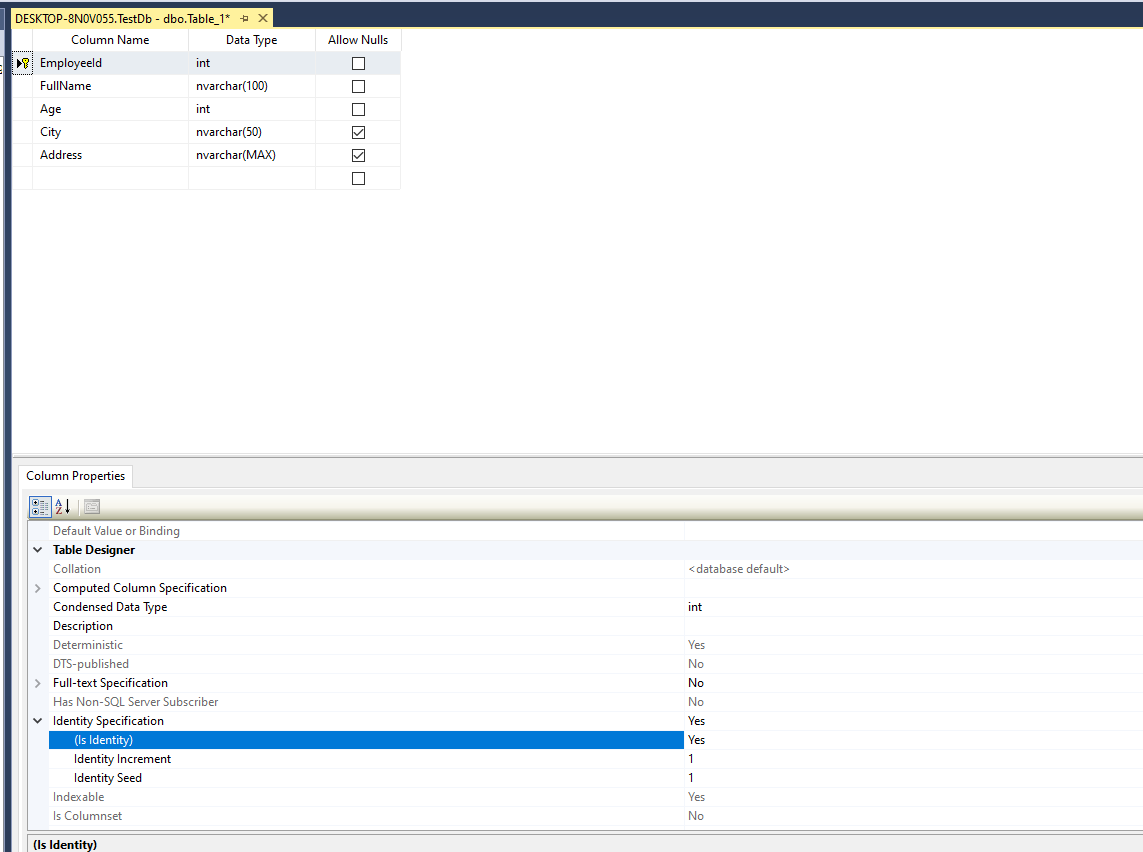 DESKTOP-8N0V055.TestDb - dbo.Table_1*
Column Name Data Type Allow Nulls
EmployeeId int
FullName nvarchar(100)
Age int
City nvarchar(50)
Address nvarchar(MAX)
Column Properties
Default Value or Binding
Table Designer
Collation <database default>
Computed Column Specification
Condensed Data Type int
Description
Deterministic Yes
DTS-published No
Full-text Specification No
Has Non-SQL Server Subscriber No
Identity Specification Yes
(Is Identity) Yes
Identity Increment 1
Identity Seed 1
Indexable Yes
Is Columnset No
(Is Identity)